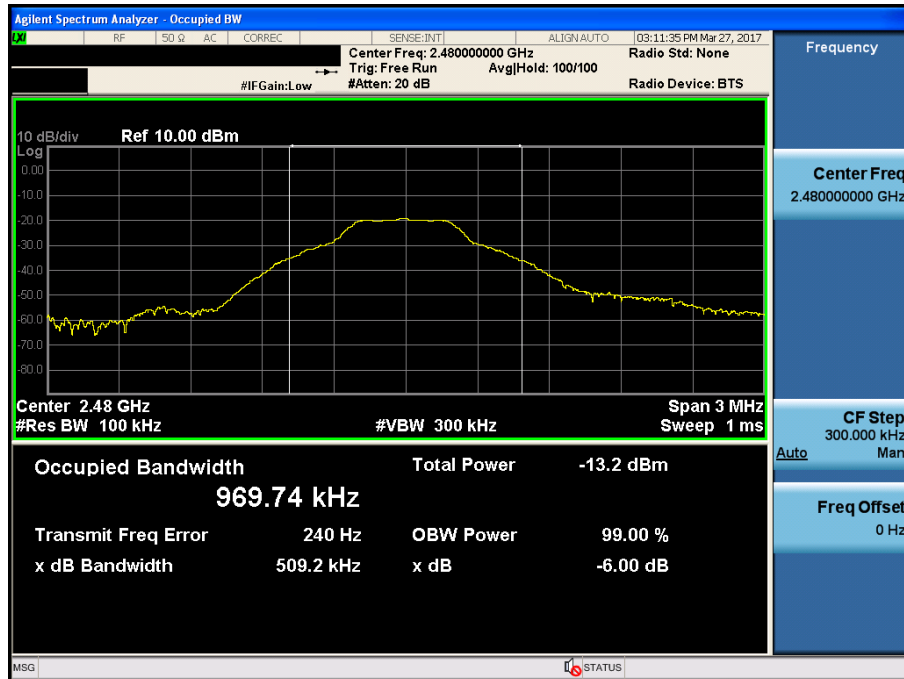 Agilent Spectrum Analyzer - Occupied BW
LXI RF 50 Ω AC CORREC SENSE:INT ALIGN AUTO 03:11:35 PM Mar 27, 2017
Center Freq: 2.480000000 GHz Radio Std: None
Trig: Free Run Avg|Hold: 100/100
#IFGain:Low #Atten: 20 dB Radio Device: BTS
10 dB/div Ref 10.00 dBm
Log
0.00
-10.0
-20.0
-30.0
-40.0
-50.0
-60.0
-70.0
-80.0
Center 2.48 GHz Span 3 MHz
#Res BW 100 kHz #VBW 300 kHz Sweep 1 ms
Occupied Bandwidth Total Power -13.2 dBm
969.74 kHz
Transmit Freq Error 240 Hz OBW Power 99.00 %
x dB Bandwidth 509.2 kHz x dB -6.00 dB
MSG STATUS
Frequency
Center Freq
2.480000000 GHz
CF Step
300.000 kHz
Auto Man
Freq Offset
0 Hz